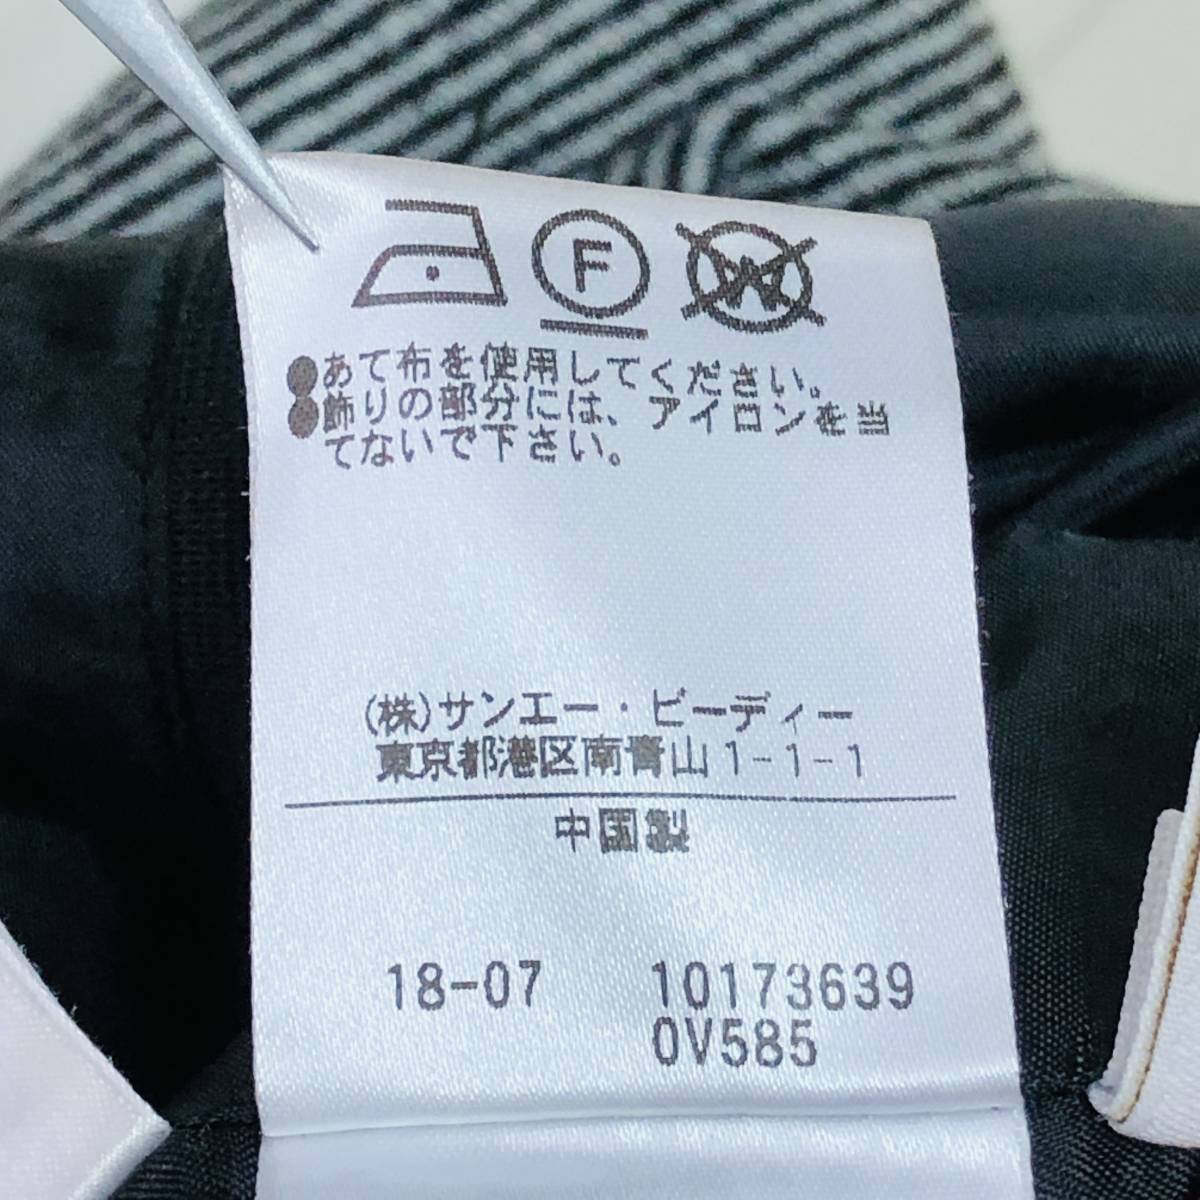 F W
●あて布を使用してください。
●飾りの部分には、アイロンを当
てないで下さい。
(株)サンエー・ビーディー
東京都港区南青山1-1-1
中国製
18-07 10173639
0V585